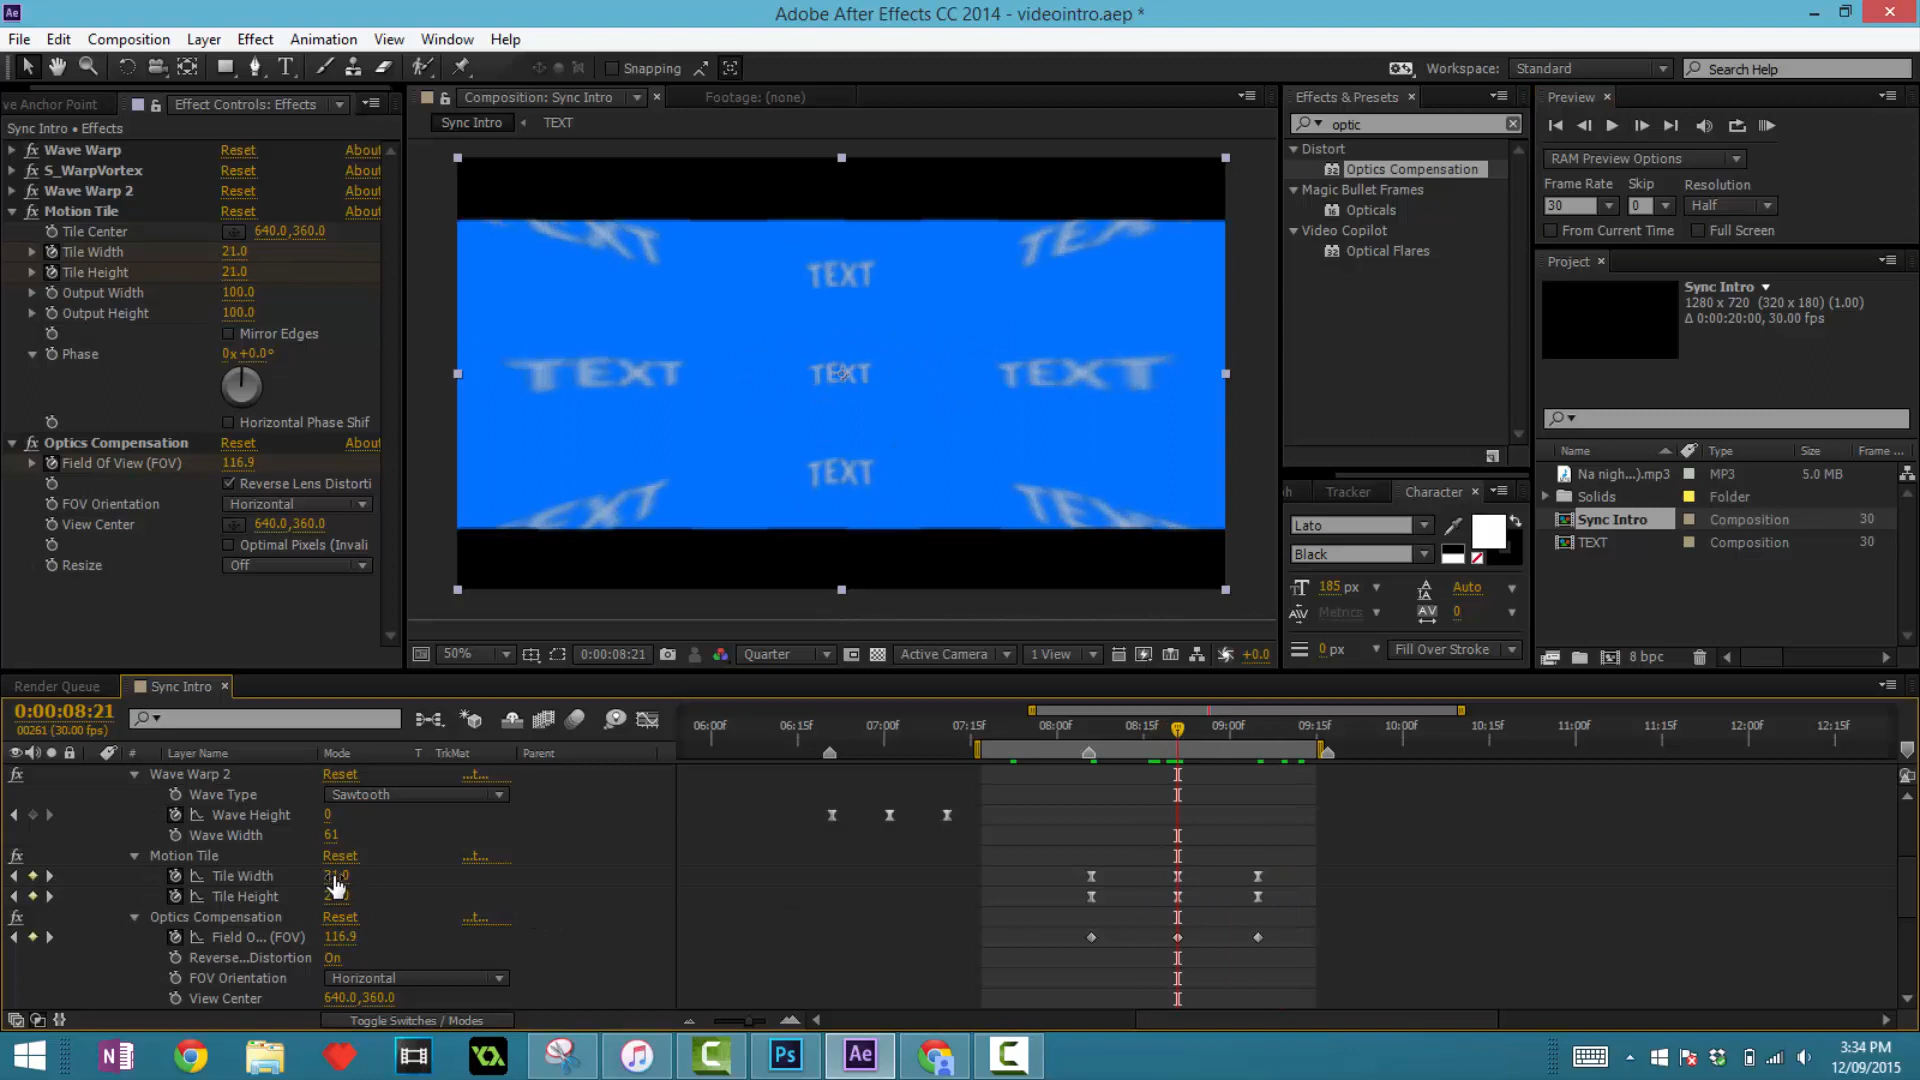 Ae
Adobe After Effects CC 2014 - videointro.aep *
File Edit Composition Layer Effect Animation View Window Help
Snapping
Workspace: Standard
Search Help
ve Anchor Point
Effect Controls: Effects
Composition: Sync Intro
Footage: (none)
Effects & Presets
Preview
Sync Intro • Effects
Sync Intro
TEXT
optic
Wave Warp Reset About
S_WarpVortex Reset About
Wave Warp 2 Reset About
Motion Tile Reset About
Tile Center 640.0,360.0
Tile Width 21.0
Tile Height 21.0
Output Width 100.0
Output Height 100.0
Mirror Edges
Phase 0x+0.0°
Horizontal Phase Shif
Optics Compensation Reset About
Field Of View (FOV) 116.9
Reverse Lens Distorti
FOV Orientation Horizontal
View Center 640.0,360.0
Optimal Pixels (Invali
Resize Off
TEXT TEXT TEXT
TEXT TEXT TEXT
TEXT TEXT TEXT
50%
0:00:08:21
Quarter
Active Camera
1 View
+0.0
Distort
Optics Compensation
Magic Bullet Frames
Opticals
Video Copilot
Optical Flares
RAM Preview Options
Frame Rate Skip Resolution
30 0 Half
From Current Time Full Screen
Project
Sync Intro
1280 x 720 (320 x 180) (1.00)
Δ 0:00:20:00, 30.00 fps
Name Type Size Frame ...
Na nigh...).mp3 MP3 5.0 MB
Solids Folder
Sync Intro Composition 30
TEXT Composition 30
8 bpc
Tracker
Character
Lato
Black
185 px Auto
Metrics 0
0 px Fill Over Stroke
Render Queue
Sync Intro
0:00:08:21
00261 (30.00 fps)
# Layer Name Mode T TrkMat Parent
06:00f 06:15f 07:00f 07:15f 08:00f 08:15f 09:00f 09:15f 10:00f 10:15f 11:00f 11:15f 12:00f 12:15f
fx Wave Warp 2 Reset ...t...
Wave Type Sawtooth
Wave Height 0
Wave Width 61
fx Motion Tile Reset ...t...
Tile Width
Tile Height
fx Optics Compensation Reset ...t...
Field O... (FOV) 116.9
Reverse...Distortion On
FOV Orientation Horizontal
View Center 640.0,360.0
Toggle Switches / Modes
Ps
Ae
3:34 PM
12/09/2015